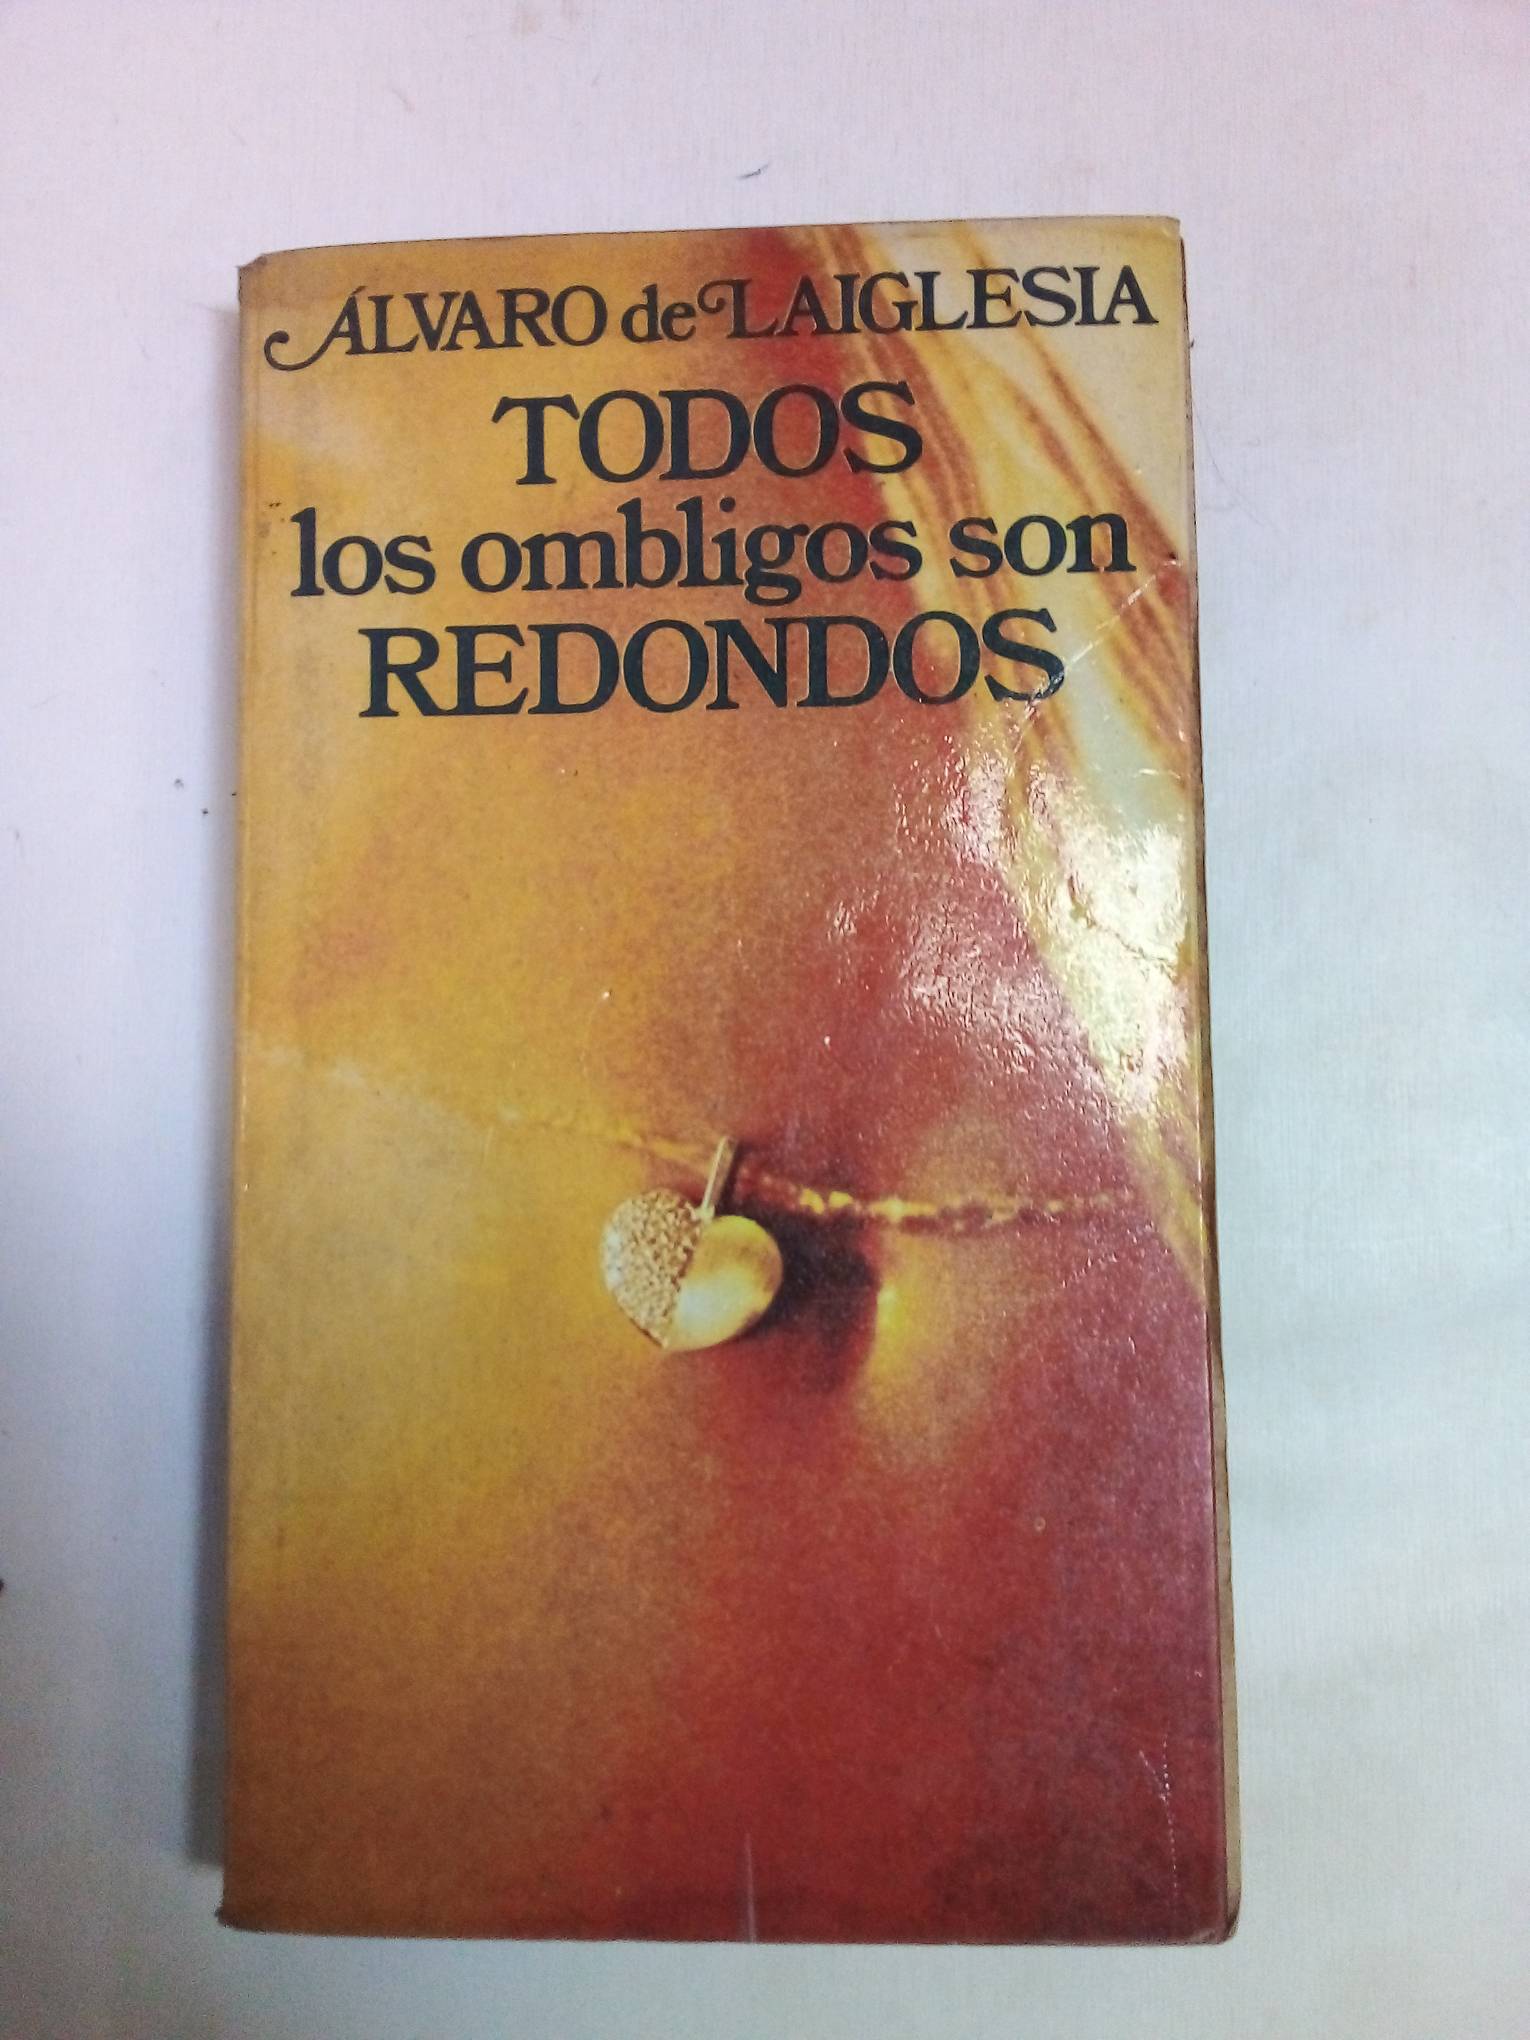 ÁLVARO de LAIGLESIA
TODOS
los ombligos son
REDONDOS